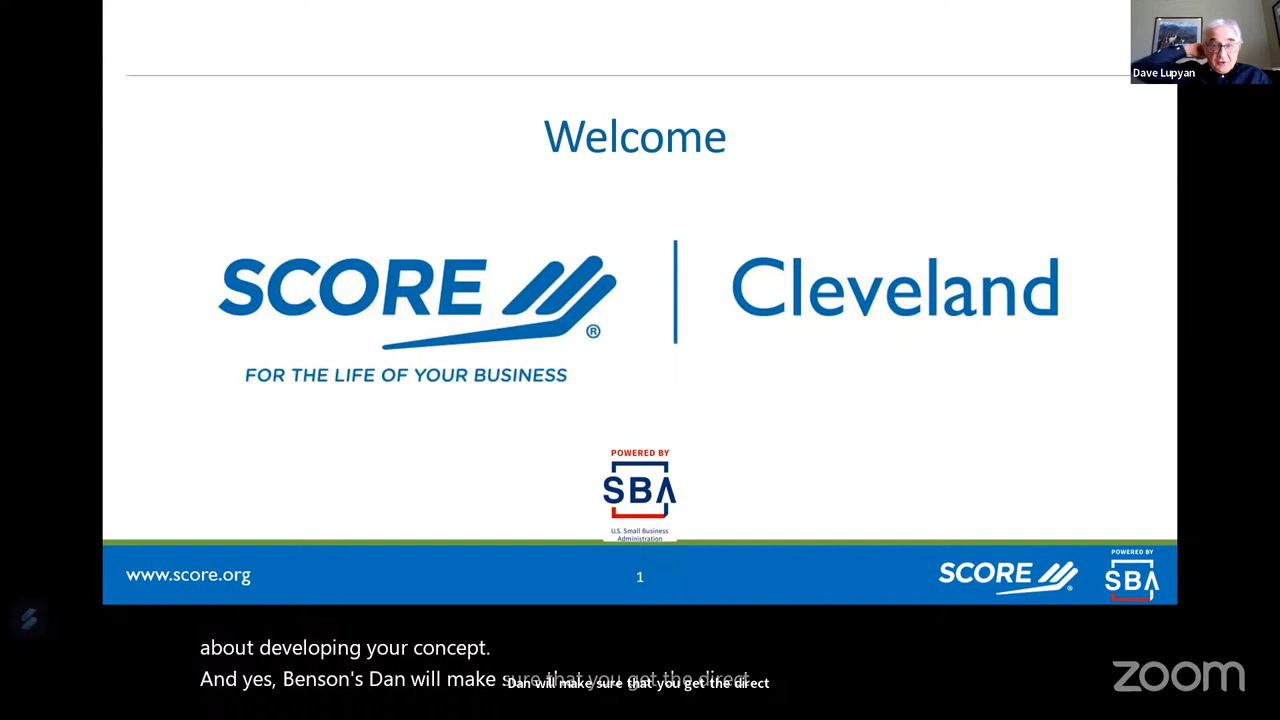 Dave Lupyan
Welcome
SCORE ®
FOR THE LIFE OF YOUR BUSINESS
Cleveland
POWERED BY
SBA
U.S. Small Business
Administration
www.score.org
1
SCORE ®
POWERED BY
SBA
about developing your concept.
And yes, Benson's Dan will make sure that you get the direct
Dan will make sure that you get the direct
zoom